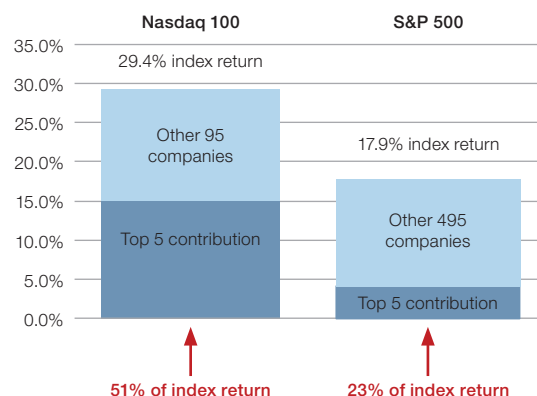 Nasdaq 100
S&P 500
35.0%
30.0%
25.0%
20.0%
15.0%
10.0%
5.0%
0.0%
29.4% index return
Other 95
companies
Top 5 contribution
17.9% index return
Other 495
companies
Top 5 contribution
51% of index return
23% of index return